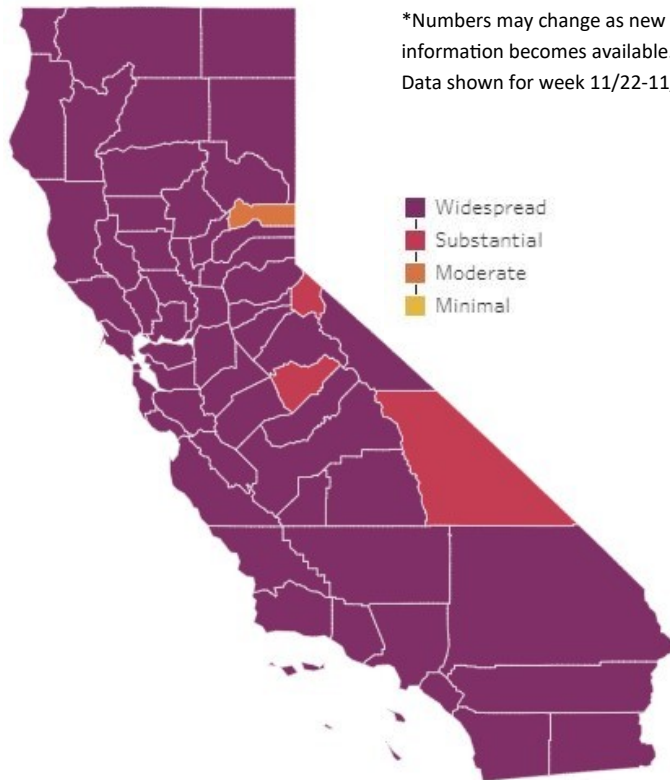 *Numbers may change as new
information becomes available
Data shown for week 11/22-11/
Widespread
Substantial
Moderate
Minimal